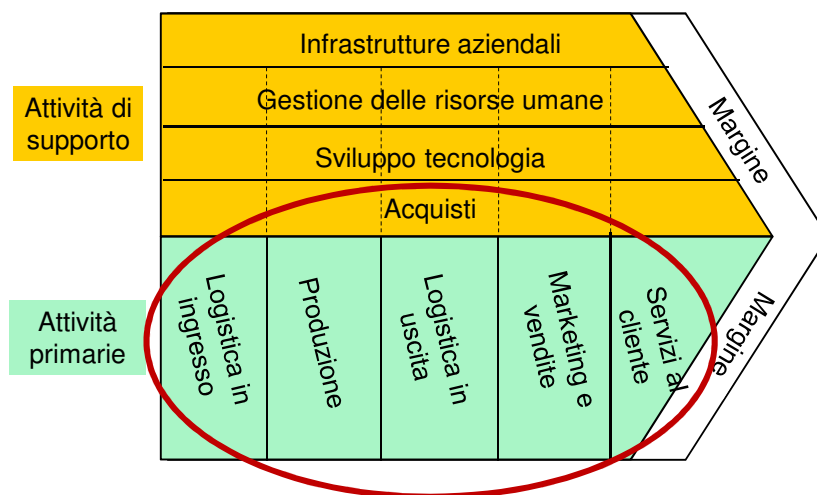 Infrastrutture aziendali
Attività di
supporto
Gestione delle risorse umane
Sviluppo tecnologia
Acquisti
Margine
Attività
primarie
Logistica in
ingresso
Produzione
Logistica in
uscita
Marketing e
vendite
Servizi al
cliente
Margine